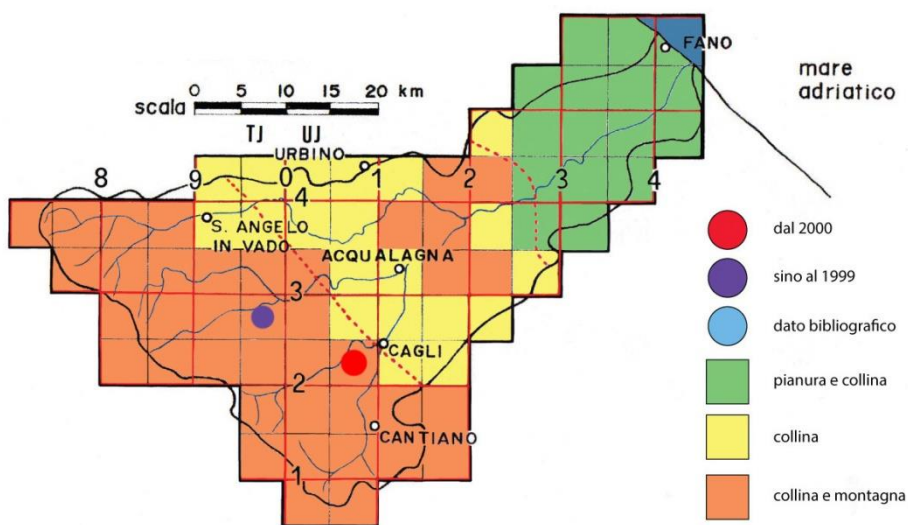 FANO
mare
adriatico
0 5 10 15 20 km
scala
TJ UJ
URBINO
8 9 0 1 2 3 4
4
S. ANGELO
IN VADO
ACQUALAGNA
3
CAGLI
2
CANTIANO
1
dal 2000
sino al 1999
dato bibliografico
pianura e collina
collina
collina e montagna